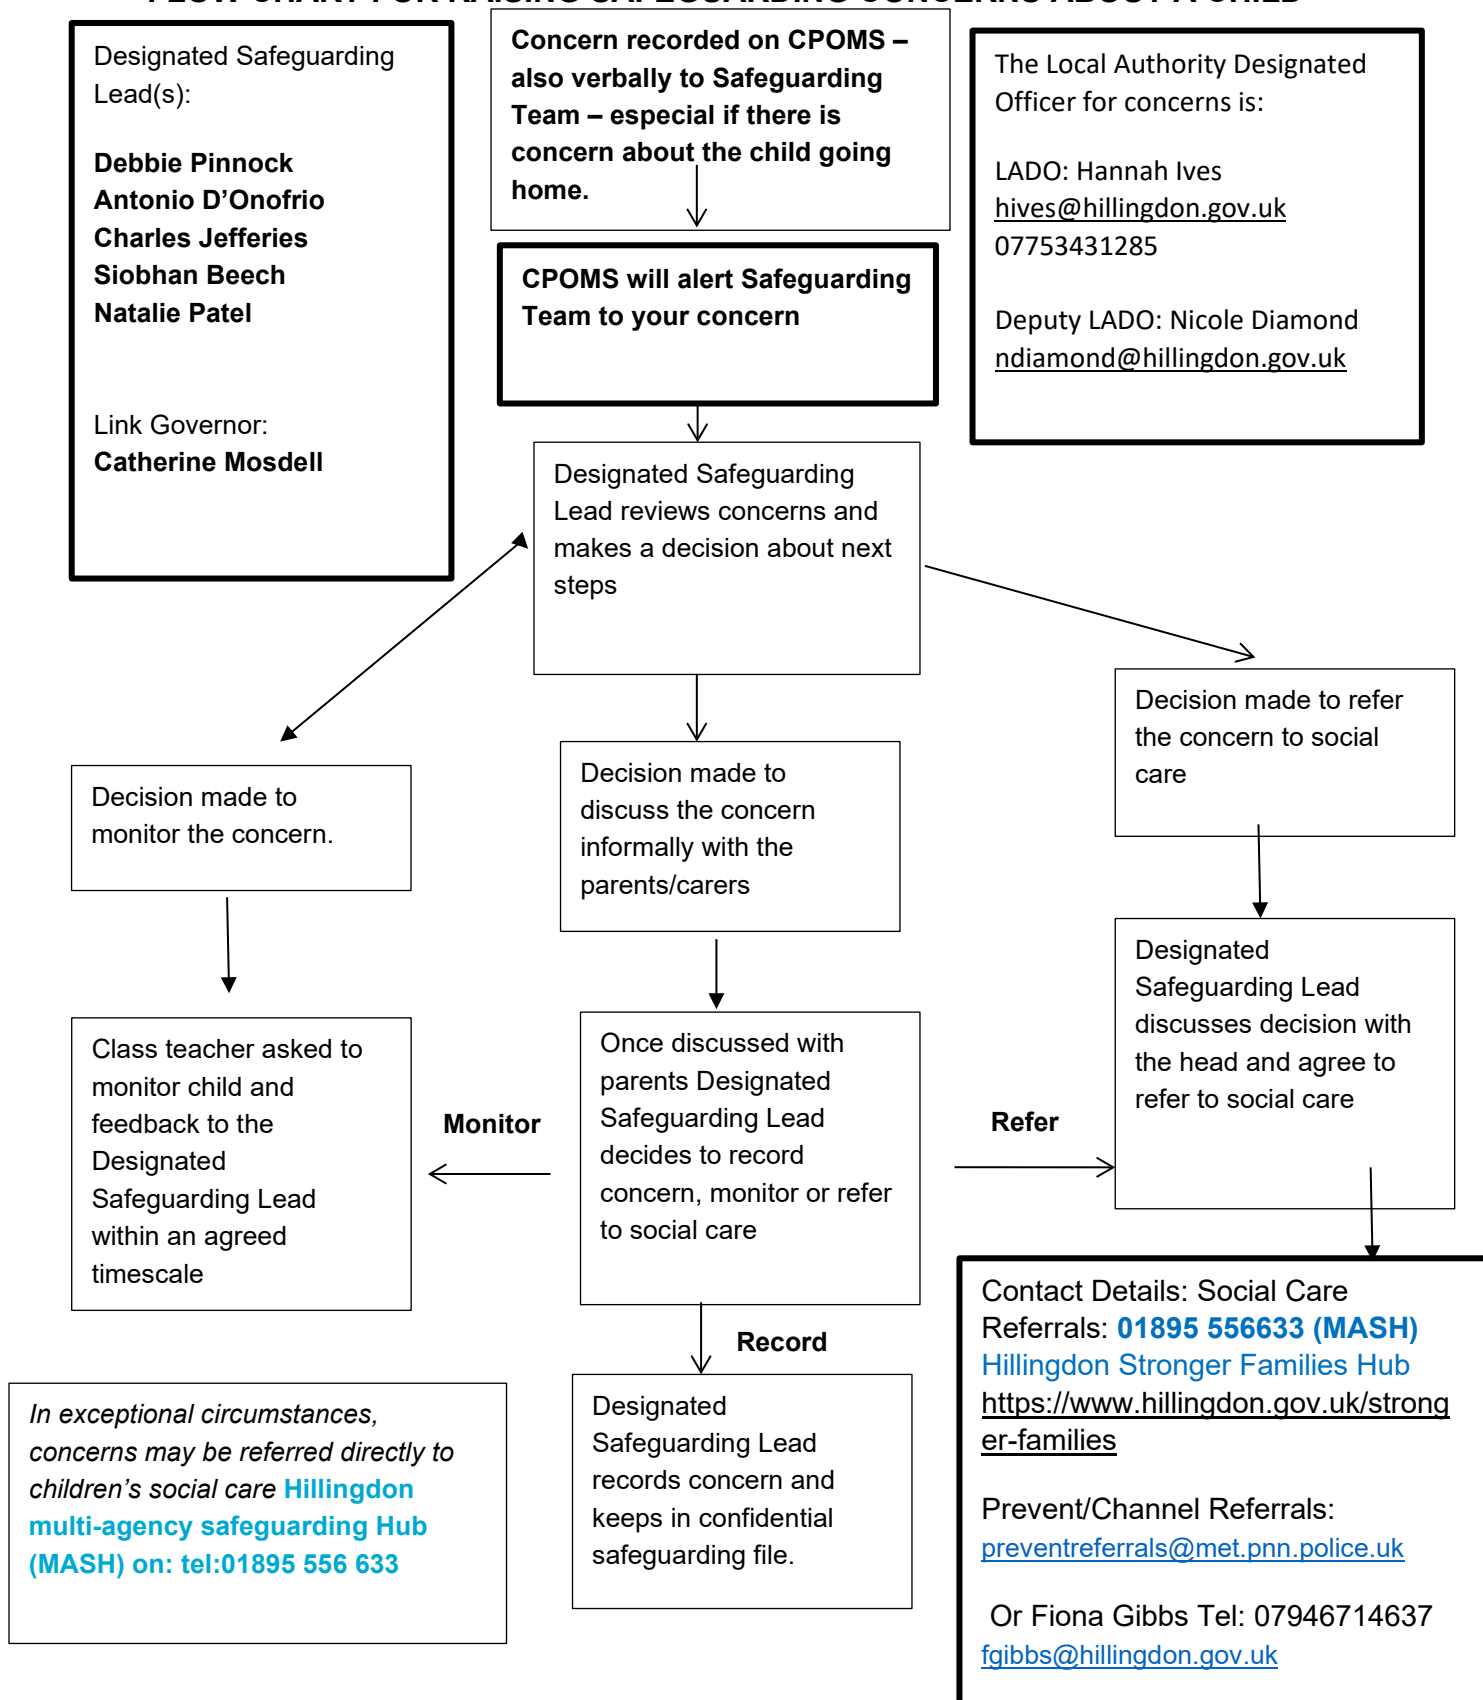 FLOW CHART FOR RAISING SAFEGUARDING CONCERNS ABOUT A CHILD
Designated Safeguarding
Lead(s):
Debbie Pinnock
Antonio D’Onofrio
Charles Jefferies
Siobhan Beech
Natalie Patel
Link Governor:
Catherine Mosdell
Concern recorded on CPOMS –
also verbally to Safeguarding
Team – especial if there is
concern about the child going
home.
The Local Authority Designated
Officer for concerns is:
LADO: Hannah Ives
hives@hillingdon.gov.uk
07753431285
Deputy LADO: Nicole Diamond
ndiamond@hillingdon.gov.uk
CPOMS will alert Safeguarding
Team to your concern
Designated Safeguarding
Lead reviews concerns and
makes a decision about next
steps
Decision made to
monitor the concern.
Decision made to
discuss the concern
informally with the
parents/carers
Decision made to refer
the concern to social
care
Class teacher asked to
monitor child and
feedback to the
Designated
Safeguarding Lead
within an agreed
timescale
Monitor
Once discussed with
parents Designated
Safeguarding Lead
decides to record
concern, monitor or refer
to social care
Refer
Designated
Safeguarding Lead
discusses decision with
the head and agree to
refer to social care
Record
In exceptional circumstances,
concerns may be referred directly to
children’s social care Hillingdon
multi-agency safeguarding Hub
(MASH) on: tel:01895 556 633
Designated
Safeguarding Lead
records concern and
keeps in confidential
safeguarding file.
Contact Details: Social Care
Referrals: 01895 556633 (MASH)
Hillingdon Stronger Families Hub
https://www.hillingdon.gov.uk/strong
er-families
Prevent/Channel Referrals:
preventreferrals@met.pnn.police.uk
Or Fiona Gibbs Tel: 07946714637
fgibbs@hillingdon.gov.uk